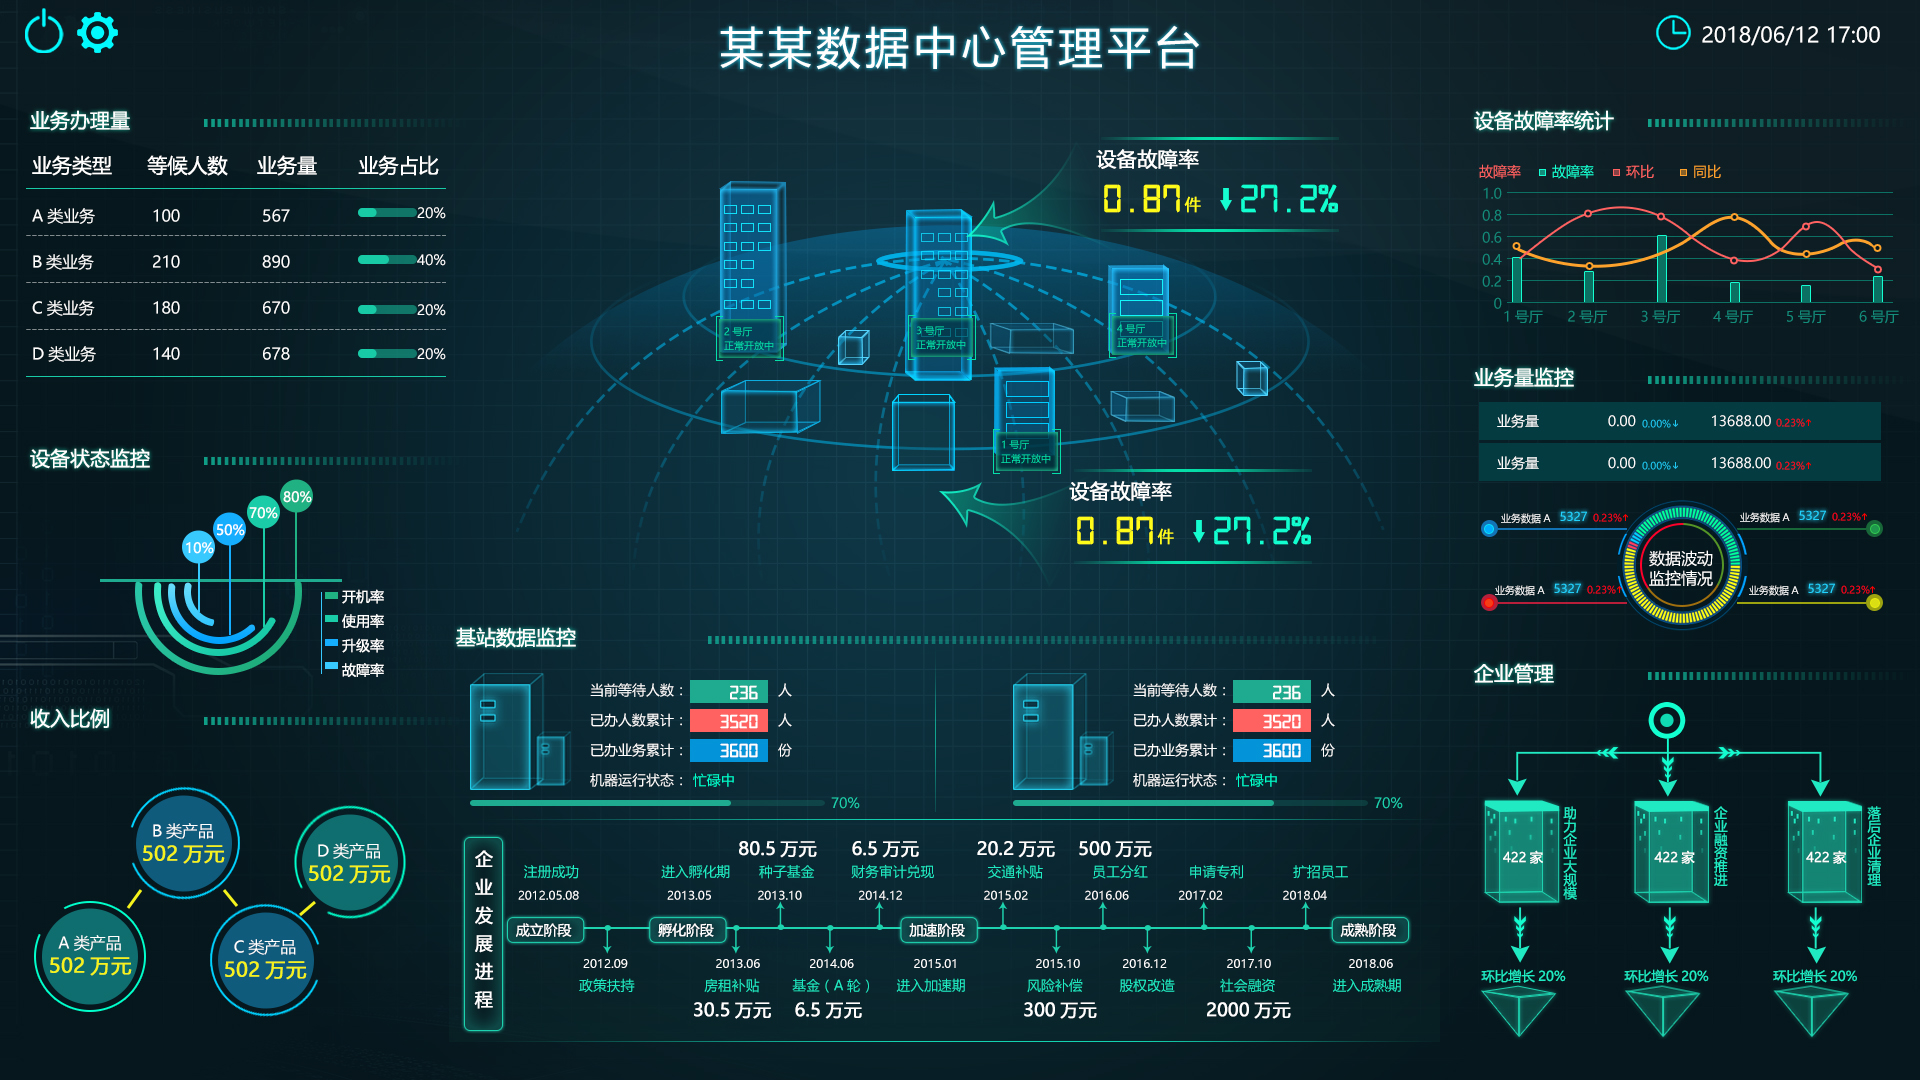 某某数据中心管理平台
2018/06/12 17:00
业务办理量
业务类型 等候人数 业务量 业务占比
A 类业务 100 567 20%
B 类业务 210 890 40%
C 类业务 180 670 20%
D 类业务 140 678 20%
设备状态监控
80%
70%
50%
10%
开机率
使用率
升级率
故障率
收入比例
B 类产品
502 万元
D 类产品
502 万元
A 类产品
502 万元
C 类产品
502 万元
设备故障率
0.87件 27.2%
2 号厅
正常开放中
3 号厅
正常开放中
4 号厅
正常开放中
1 号厅
正常开放中
设备故障率
0.87件 27.2%
基站数据监控
当前等待人数： 236 人
已办人数累计： 3520 人
已办业务累计： 3600 份
机器运行状态： 忙碌中
70%
当前等待人数： 236 人
已办人数累计： 3520 人
已办业务累计： 3600 份
机器运行状态： 忙碌中
70%
企业发展进程
80.5 万元 6.5 万元 20.2 万元 500 万元
注册成功 进入孵化期 种子基金 财务审计兑现 交通补贴 员工分红 申请专利 扩招员工
2012.05.08 2013.05 2013.10 2014.12 2015.02 2016.06 2017.02 2018.04
成立阶段 孵化阶段 加速阶段 成熟阶段
2012.09 2013.06 2014.06 2015.01 2015.10 2016.12 2017.10 2018.06
政策扶持 房租补贴 基金（A 轮） 进入加速期 风险补偿 股权改造 社会融资 进入成熟期
30.5 万元 6.5 万元 300 万元 2000 万元
设备故障率统计
故障率 故障率 环比 同比
1.0
0.8
0.6
0.4
0.2
0
1 号厅 2 号厅 3 号厅 4 号厅 5 号厅 6 号厅
业务量监控
业务量 0.00 0.00%↓ 13688.00 0.23%↑
业务量 0.00 0.00%↓ 13688.00 0.23%↑
业务数据 A 5327 0.23%↑
业务数据 A 5327 0.23%↑
数据波动
监控情况
业务数据 A 5327 0.23%↑
业务数据 A 5327 0.23%↑
企业管理
422 家
助力企业大规模
422 家
企业融资推进
422 家
落后企业清理
环比增长 20% 环比增长 20% 环比增长 20%